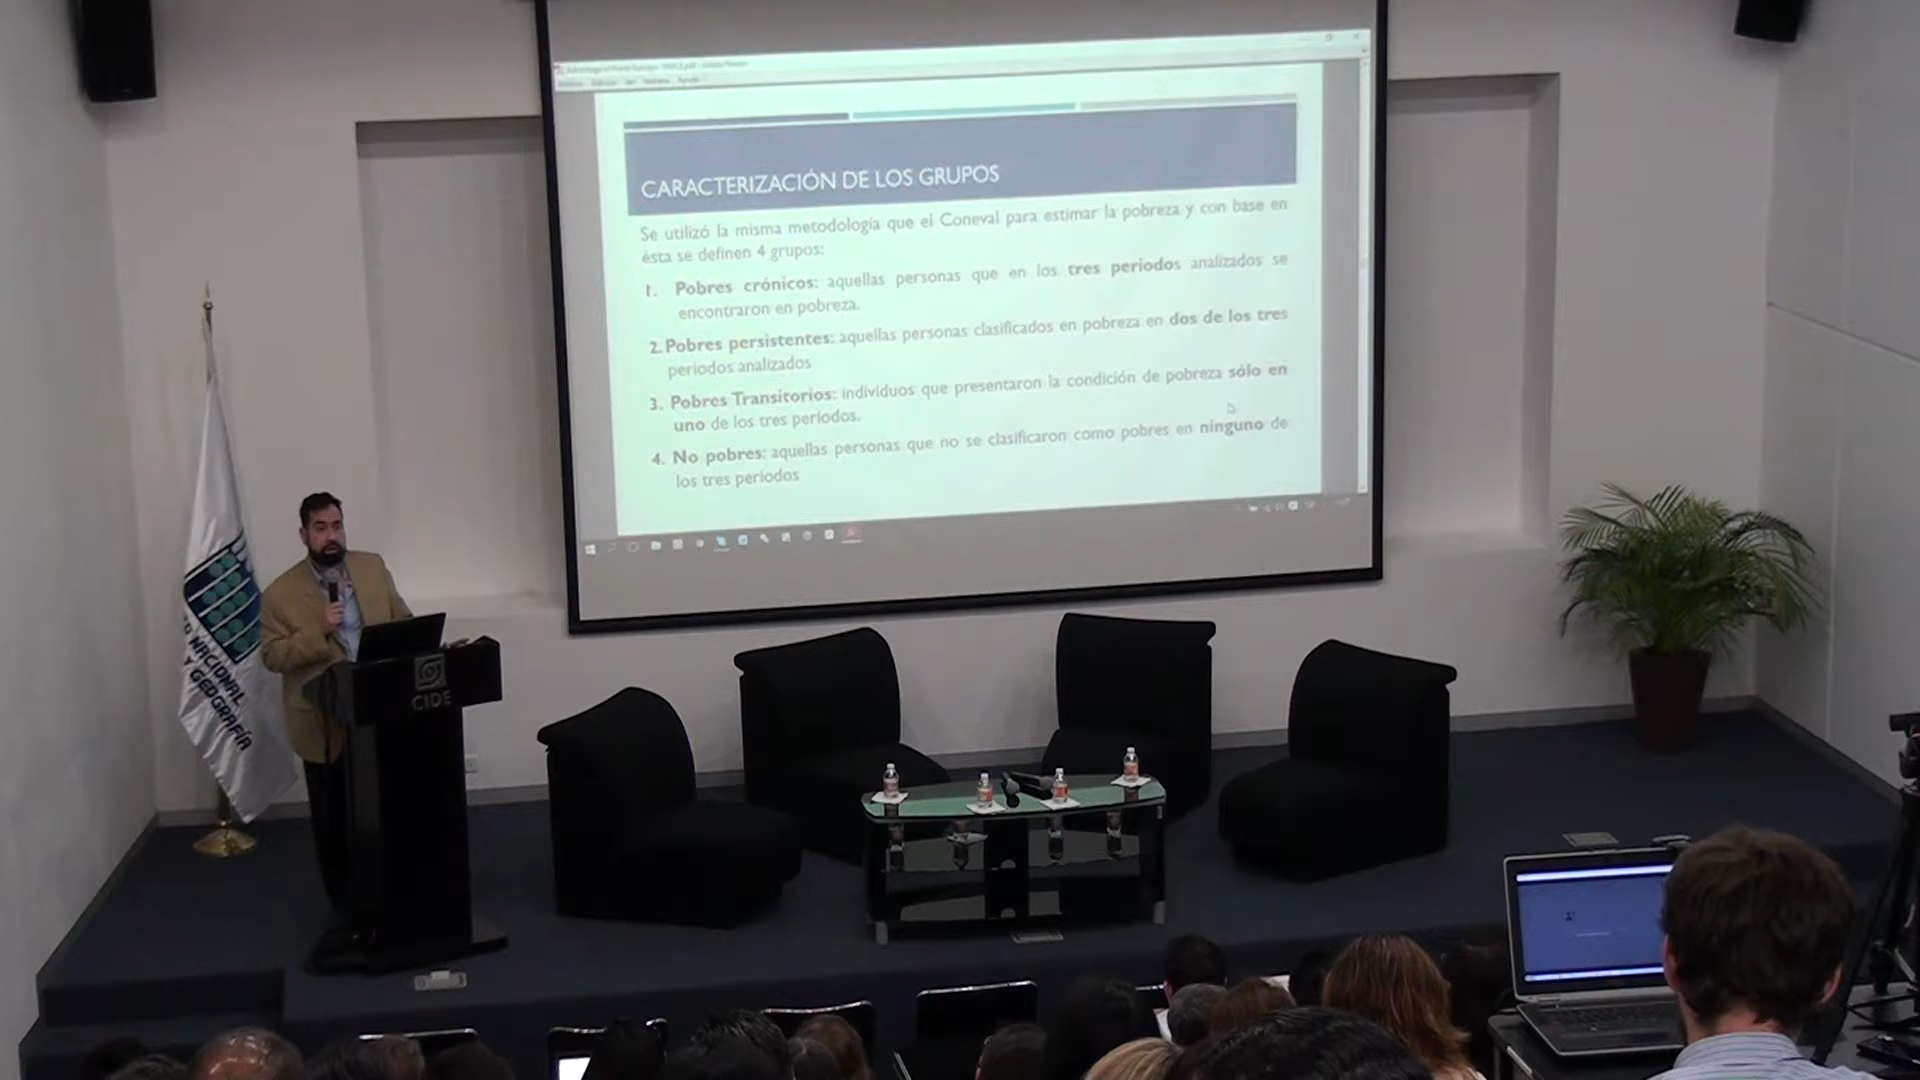 CARACTERIZACIÓN DE LOS GRUPOS
Se utilizó la misma metodología que el Coneval para estimar la pobreza y con base en
ésta se definen 4 grupos:
1. Pobres crónicos: aquellas personas que en los tres periodos analizados se
encontraron en pobreza.
2. Pobres persistentes: aquellas personas clasificados en pobreza en dos de los tres
periodos analizados
3. Pobres Transitorios: individuos que presentaron la condición de pobreza sólo en
uno de los tres periodos.
4. No pobres: aquellas personas que no se clasificaron como pobres en ninguno de
los tres periodos
NACIONAL
Y GEOGRAFÍA
CIDE